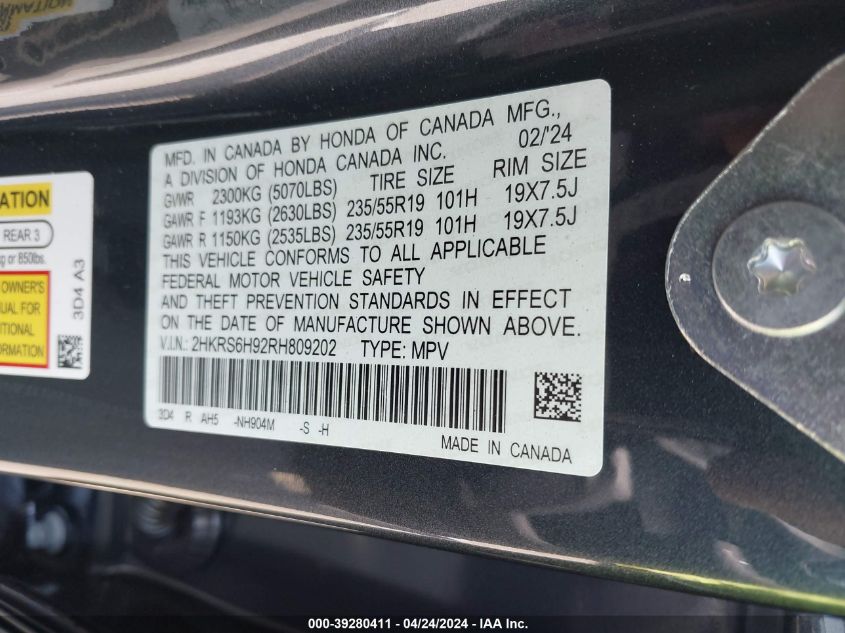 MFD. IN CANADA BY HONDA OF CANADA MFG.,
A DIVISION OF HONDA CANADA INC. 02/'24
GVWR 2300KG (5070LBS) TIRE SIZE RIM SIZE
GAWR F 1193KG (2630LBS) 235/55R19 101H 19X7.5J
GAWR R 1150KG (2535LBS) 235/55R19 101H 19X7.5J
THIS VEHICLE CONFORMS TO ALL APPLICABLE
FEDERAL MOTOR VEHICLE SAFETY
AND THEFT PREVENTION STANDARDS IN EFFECT
ON THE DATE OF MANUFACTURE SHOWN ABOVE.
V.I.N.: 2HKRS6H92RH809202 TYPE: MPV
3D4 R AH5 -NH904M -S -H
MADE IN CANADA
ATION
REAR 3
g or 850lbs.
OWNER'S
UAL FOR
ITIONAL
ORMATION
3D4 A3
000-39280411 - 04/24/2024 - IAA Inc.